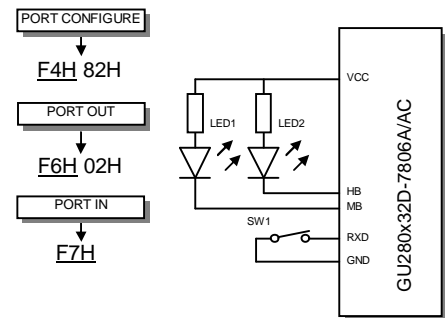 PORT CONFIGURE
F4H 82H
PORT OUT
F6H 02H
PORT IN
F7H
VCC
LED1
LED2
HB
MB
SW1
RXD
GND
GU280x32D-7806A/AC